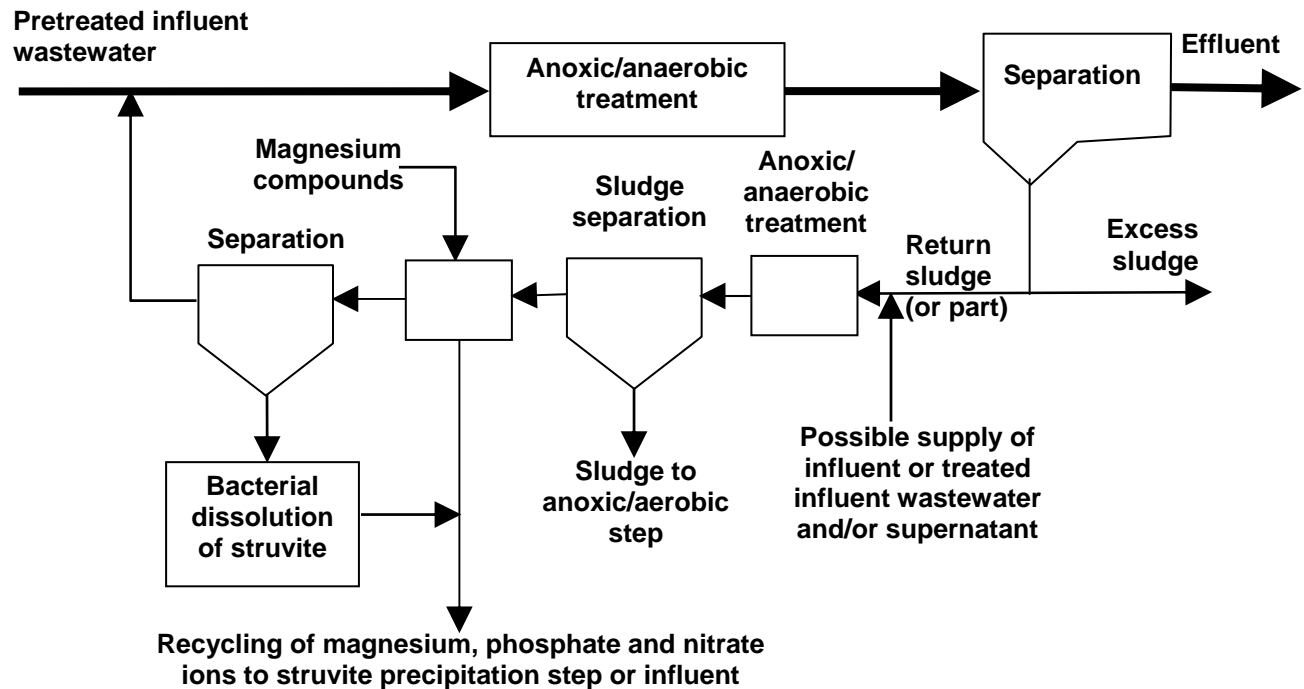 Pretreated influent
wastewater
Anoxic/anaerobic
treatment
Separation
Effluent
Magnesium
compounds
Separation
Sludge
separation
Anoxic/
anaerobic
treatment
Return
sludge
(or part)
Excess
sludge
Bacterial
dissolution
of struvite
Sludge to
anoxic/aerobic
step
Possible supply of
influent or treated
influent wastewater
and/or supernatant
Recycling of magnesium, phosphate and nitrate
ions to struvite precipitation step or influent